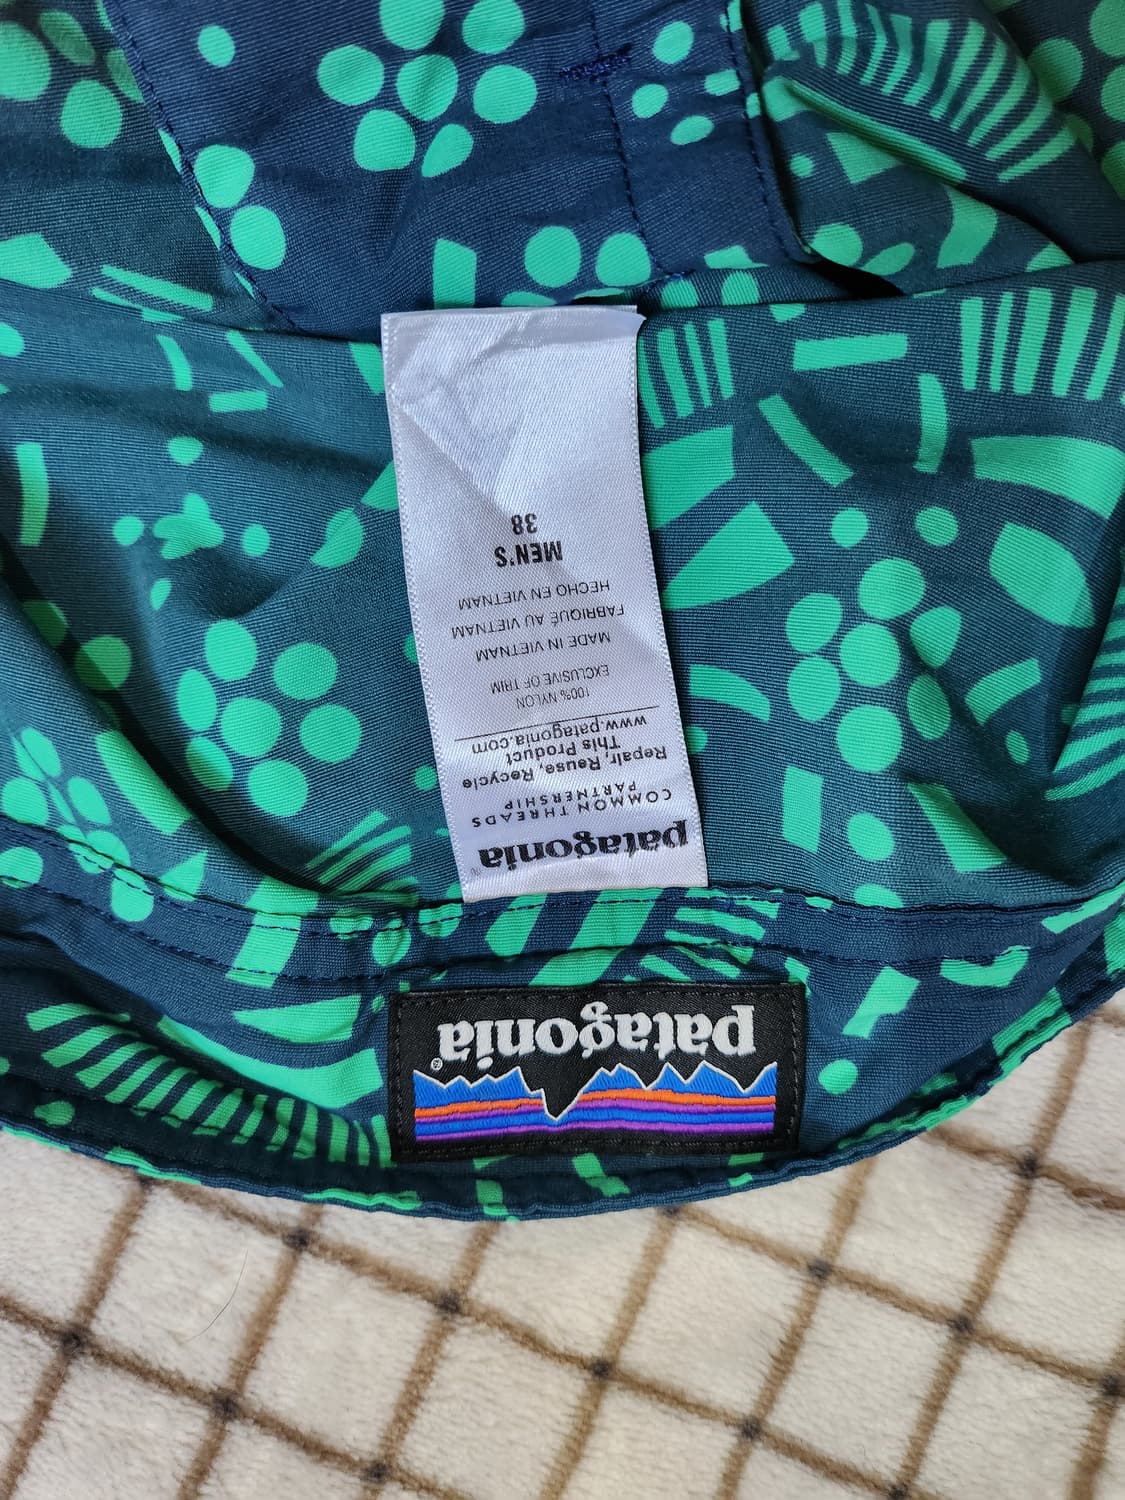 patagonia®
patagonia®
COMMON THREADS
PARTNERSHIP
Repair, Reuse, Recycle
This Product
www.patagonia.com
100% NYLON
EXCLUSIVE OF TRIM
MADE IN VIETNAM
FABRIQUÉ AU VIETNAM
HECHO EN VIETNAM
MEN'S
38